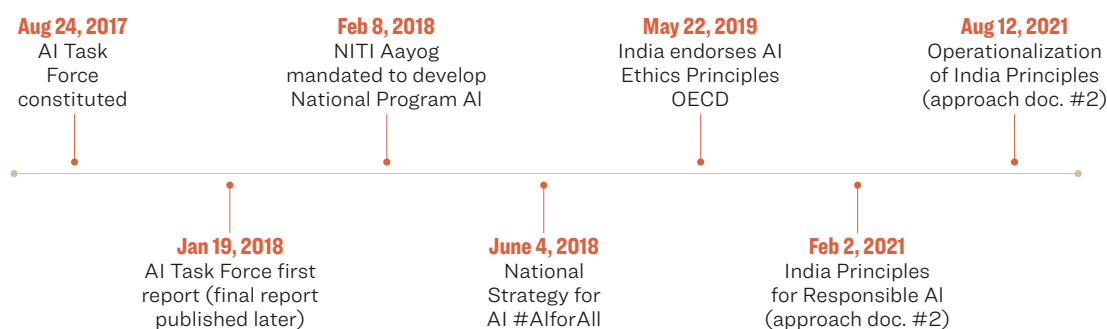 Aug 24, 2017
AI Task
Force
constituted
Jan 19, 2018
AI Task Force first
report (final report
published later)
Feb 8, 2018
NITI Aayog
mandated to develop
National Program AI
June 4, 2018
National
Strategy for
AI #AIforAll
May 22, 2019
India endorses AI
Ethics Principles
OECD
Feb 2, 2021
India Principles
for Responsible AI
(approach doc. #2)
Aug 12, 2021
Operationalization
of India Principles
(approach doc. #2)